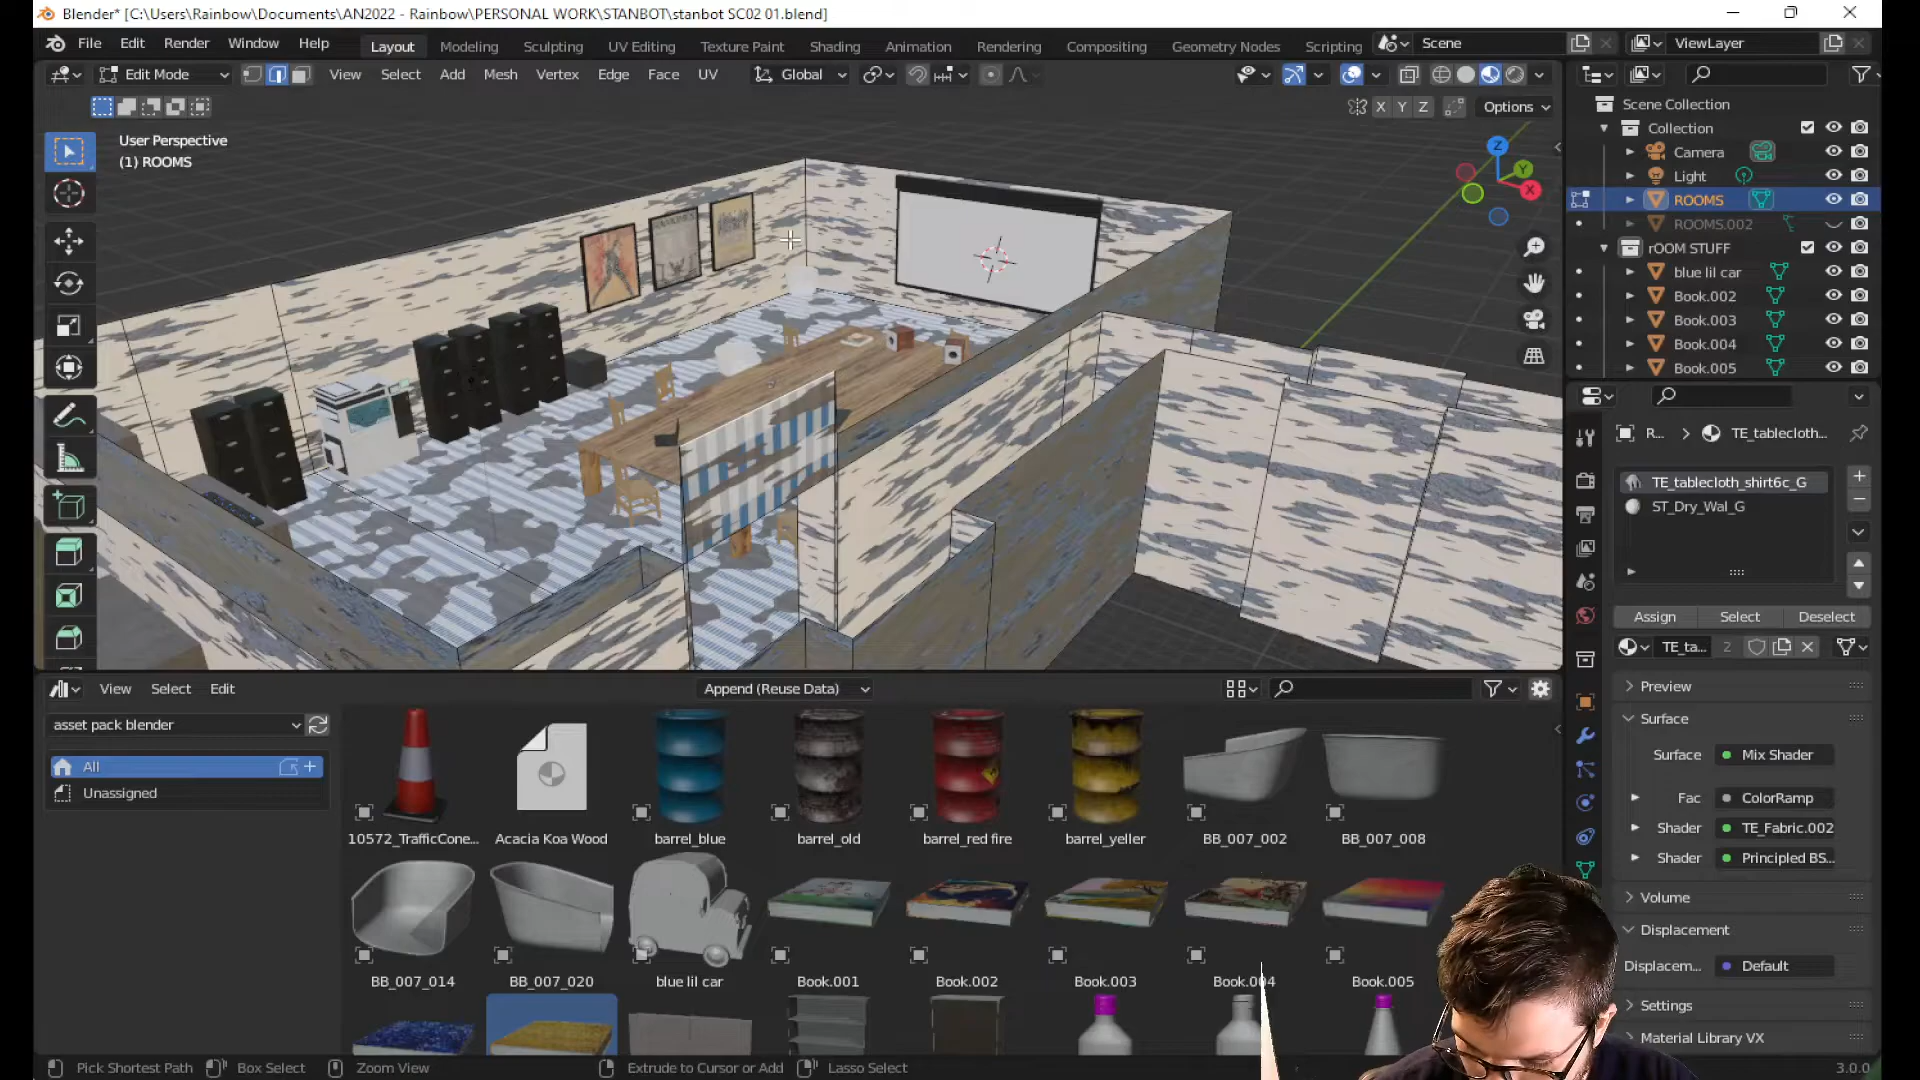 Blender* [C:\Users\Rainbow\Documents\AN2022 - Rainbow\PERSONAL WORK\STANBOT\stanbot SC02 01.blend]
File Edit Render Window Help Layout Modeling Sculpting UV Editing Texture Paint Shading Animation Rendering Compositing Geometry Nodes Scripting Scene ViewLayer
Edit Mode View Select Add Mesh Vertex Edge Face UV Global
X Y Z Options
User Perspective
(1) ROOMS
Z
Y
X
Scene Collection
Collection
Camera
Light
ROOMS
ROOMS.002
rOOM STUFF
blue lil car
Book.002
Book.003
Book.004
Book.005
R... TE_tablecloth...
TE_tablecloth_shirt6c_G
ST_Dry_Wal_G
Assign Select Deselect
TE_ta... 2
Preview
Surface
Surface Mix Shader
Fac ColorRamp
Shader TE_Fabric.002
Shader Principled BS...
Volume
Displacement
Displacem... Default
Settings
Material Library VX
View Select Edit Append (Reuse Data)
asset pack blender
All
Unassigned
10572_TrafficCone... Acacia Koa Wood barrel_blue barrel_old barrel_red fire barrel_yeller BB_007_002 BB_007_008
BB_007_014 BB_007_020 blue lil car Book.001 Book.002 Book.003 Book.004 Book.005
Pick Shortest Path Box Select Zoom View Extrude to Cursor or Add Lasso Select 3.0.0